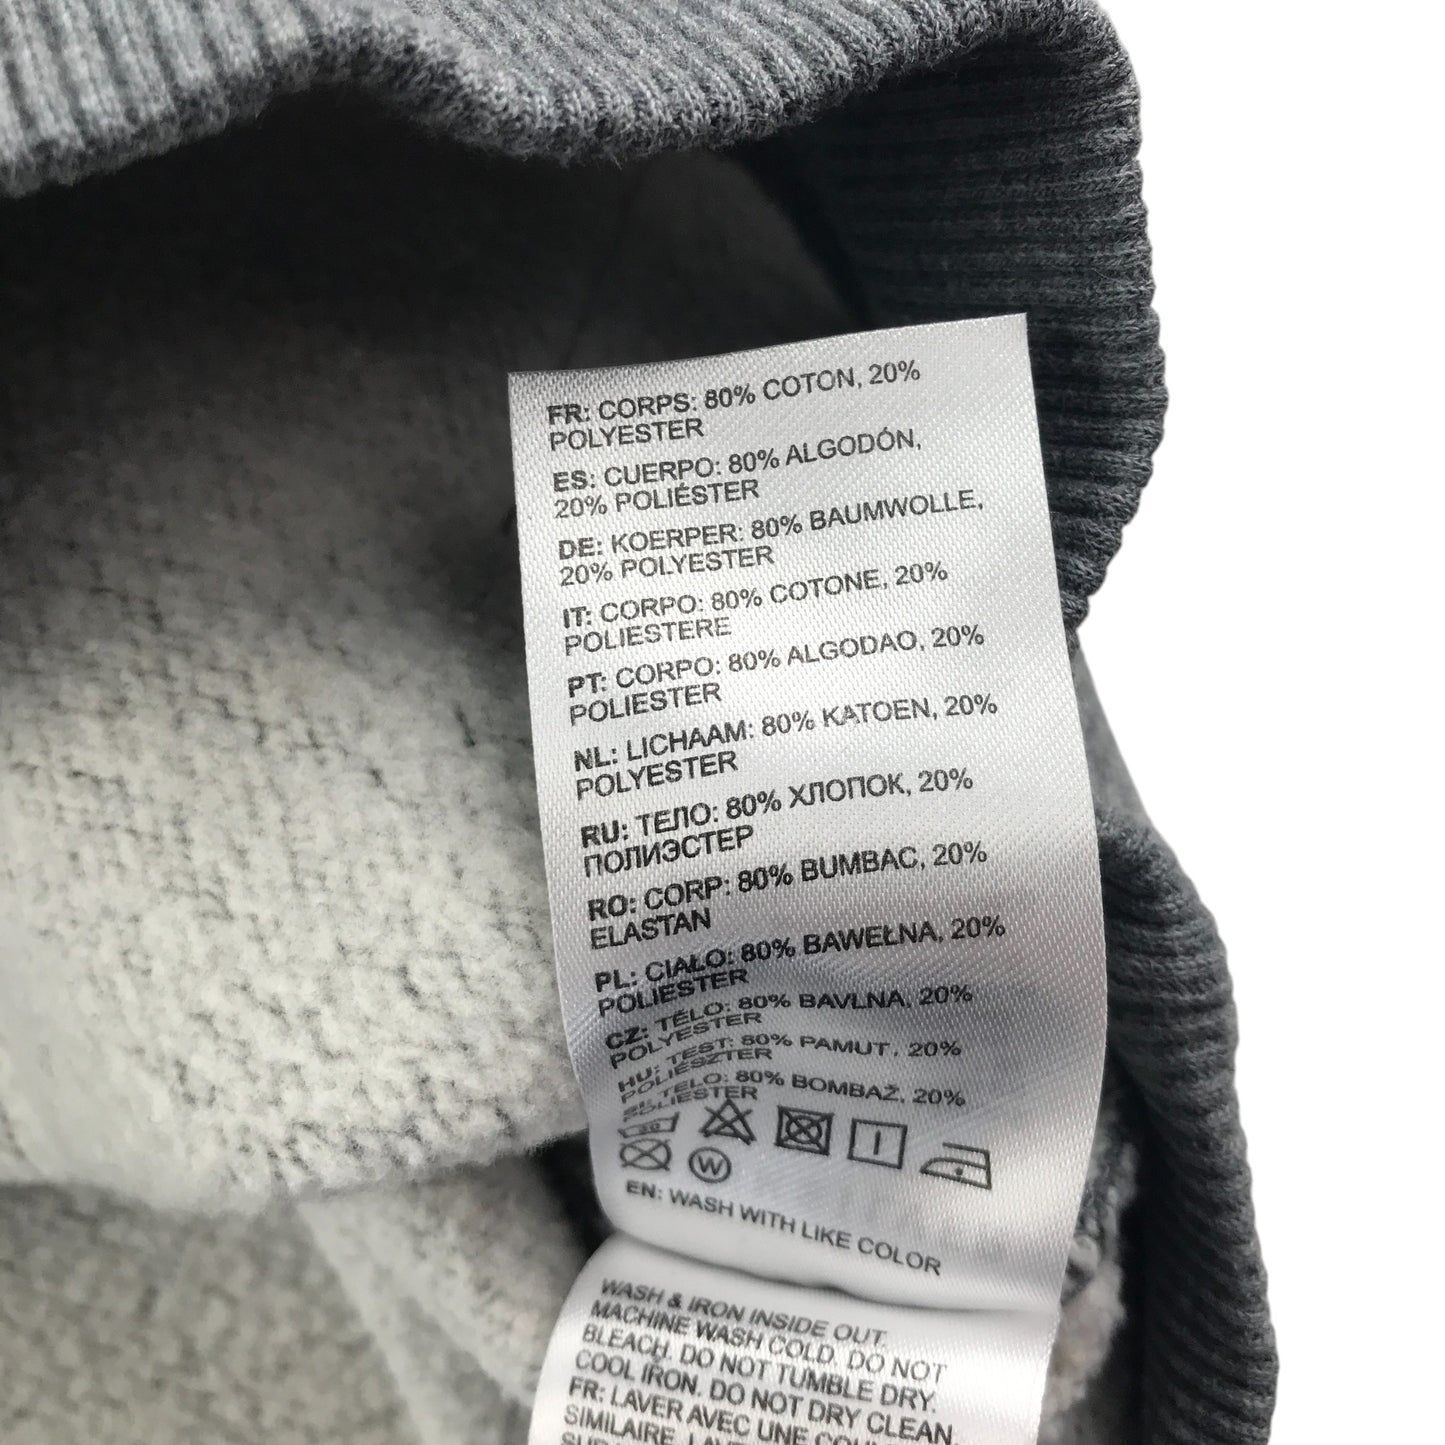 FR: CORPS: 80% COTON, 20%
POLYESTER
ES: CUERPO: 80% ALGODÓN,
20% POLIÉSTER
DE: KOERPER: 80% BAUMWOLLE,
20% POLYESTER
IT: CORPO: 80% COTONE, 20%
POLIESTERE
PT: CORPO: 80% ALGODAO, 20%
POLIESTER
NL: LICHAAM: 80% KATOEN, 20%
POLYESTER
RU: ТЕЛО: 80% ХЛОПОК, 20%
ПОЛИЭСТЕР
RO: CORP: 80% BUMBAC, 20%
ELASTAN
PL: CIAŁO: 80% BAWEŁNA, 20%
POLIESTER
CZ: TĚLO: 80% BAVLNA, 20%
POLYESTER
HU: TEST: 80% PAMUT, 20%
POLIÉSZTER
SI: TELO: 80% BOMBAŽ, 20%
POLIESTER
30
W
EN: WASH WITH LIKE COLOR
WASH & IRON INSIDE OUT.
MACHINE WASH COLD. DO NOT
BLEACH. DO NOT TUMBLE DRY.
COOL IRON. DO NOT DRY CLEAN.
FR: LAVER AVEC UNE
SIMILAIRE.